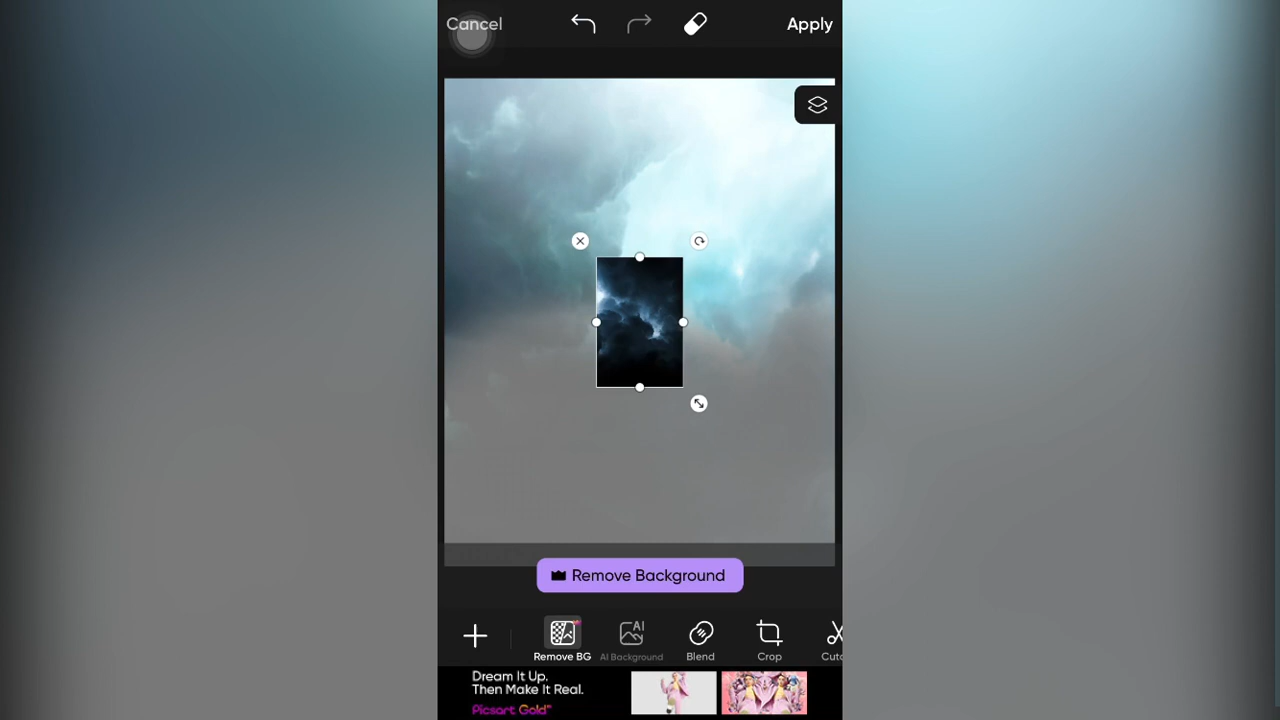 Cancel
Apply
Remove Background
Remove BG
AI Background
Blend
Crop
Cuto
Dream It Up.
Then Make It Real.
Picsart Gold